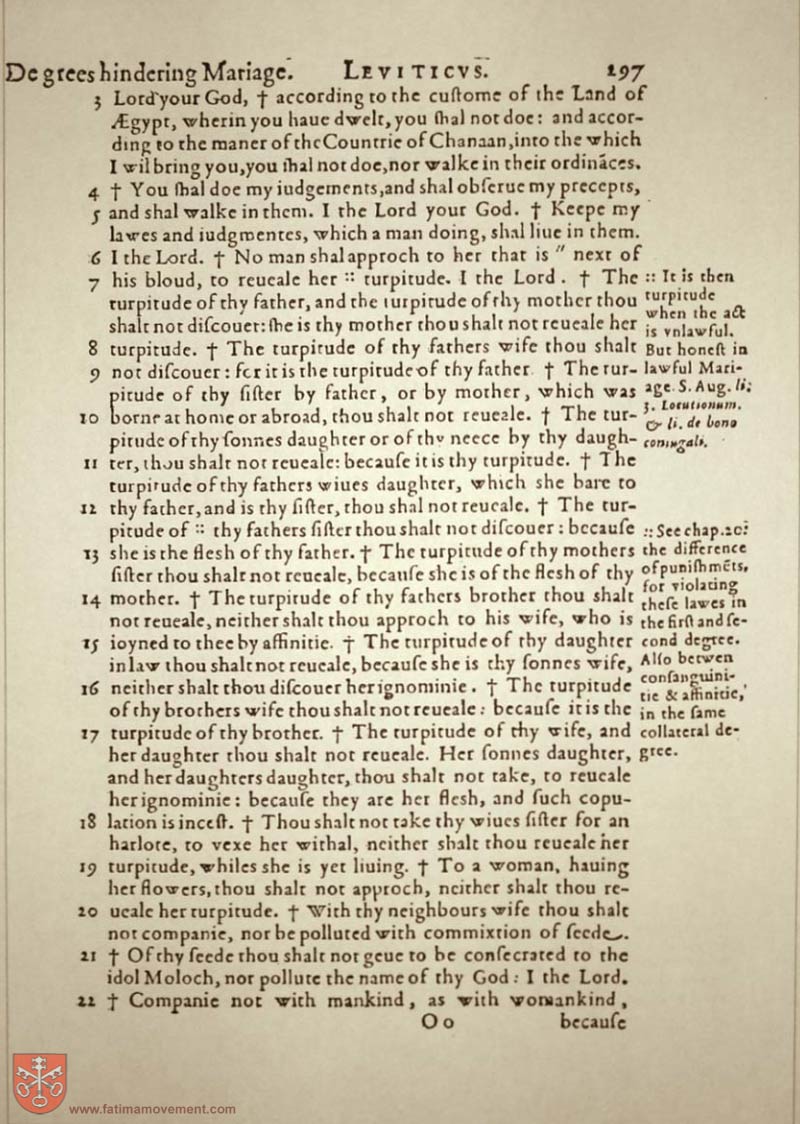 Degrees hindering Mariage. LEVITICVS. 197
3 Lord your God, † according to the cuſtome of the Land of
Ægypt, wherin you haue dwelt, you ſhal not doe: and accor-
ding to the maner of the Countrie of Chanaan, into the which
I wil bring you, you ſhal not doe, nor walke in their ordinãces.
4 † You ſhal doe my iudgements, and shal obſerue my precepts,
5 and shal walke in them. I the Lord your God. † Keepe my
lawes and iudgmentes, which a man doing, shal liue in them.
6 I the Lord. † No man shal approch to her that is " next of
7 his bloud, to reueale her :: turpitude. I the Lord. † The
turpitude of thy father, and the turpitude of thy mother thou
shalt not diſcouer: ſhe is thy mother thou shalt not reueale her
8 turpitude. † The turpitude of thy fathers wife thou shalt
9 not diſcouer: for it is the turpitude of thy father † The tur-
pitude of thy ſiſter by father, or by mother, which was
10 borne at home or abroad, thou shalt not reueale. † The tur-
pitude of thy ſonnes daughter or of thy neece by thy daugh-
11 ter, thou shalt not reueale: becauſe it is thy turpitude. † The
turpitude of thy fathers wiues daughter, which she bare to
12 thy father, and is thy ſiſter, thou shal not reueale. † The tur-
pitude of :: thy fathers ſiſter thou shalt not diſcouer: becauſe
13 she is the flesh of thy father. † The turpitude of thy mothers
ſiſter thou shalt not reueale, becauſe she is of the flesh of thy
14 mother. † The turpitude of thy fathers brother thou shalt
not reueale, neither shalt thou approch to his wife, who is
15 ioyned to thee by affinitie. † The turpitude of thy daughter
in law thou shalt not reueale, becauſe she is thy ſonnes wife,
16 neither shalt thou diſcouer her ignominie. † The turpitude
of thy brothers wife thou shalt not reueale: becauſe it is the
17 turpitude of thy brother. † The turpitude of thy wife, and
her daughter thou shalt not reueale. Her ſonnes daughter,
and her daughters daughter, thou shalt not take, to reueale
her ignominie: becauſe they are her flesh, and ſuch copu-
18 lation is inceſt. † Thou shalt not take thy wiues ſiſter for an
harlote, to vexe her withal, neither shalt thou reueale her
19 turpitude, whiles she is yet liuing. † To a woman, hauing
her flowers, thou shalt not approch, neither shalt thou re-
20 ueale her turpitude. † With thy neighbours wife thou shalt
not companie, nor be polluted with commixtion of ſeede.
21 † Of thy ſeede thou shalt not geue to be conſecrated to the
idol Moloch, nor pollute the name of thy God: I the Lord.
22 † Companie not with mankind, as with womankind,
Oo becauſe
:: It is then
turpitude
when the act
is vnlawful.
But honeſt in
lawful Mari-
age. S. Aug. li;
3. Locutionum.
& li. de bono
coniugali.
:: See chap. 20:
the difference
of puniſhmẽts,
for violating
theſe lawes in
the firſt and ſe-
cond degree.
Alſo betwen
conſanguini-
tie & affinitie,
in the ſame
collateral de-
gree.
www.fatimamovement.com